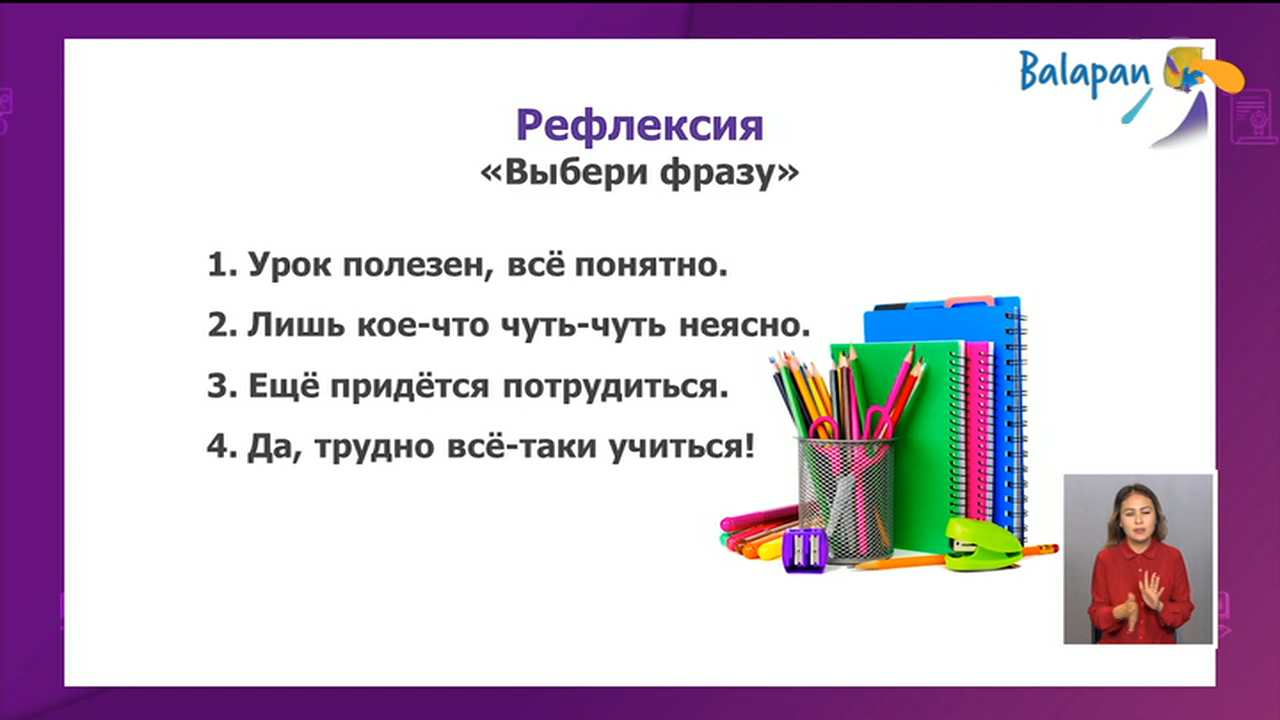 Balapan
Рефлексия
«Выбери фразу»
1. Урок полезен, всё понятно.
2. Лишь кое-что чуть-чуть неясно.
3. Ещё придётся потрудиться.
4. Да, трудно всё-таки учиться!